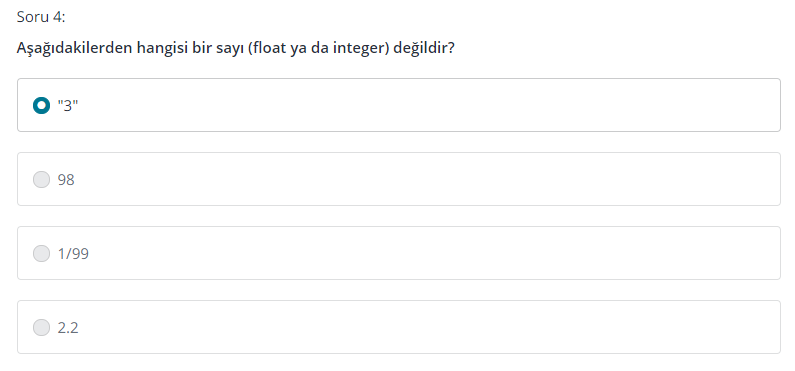 Soru 4:
Aşağıdakilerden hangisi bir sayı (float ya da integer) değildir?
"3"
98
1/99
2.2